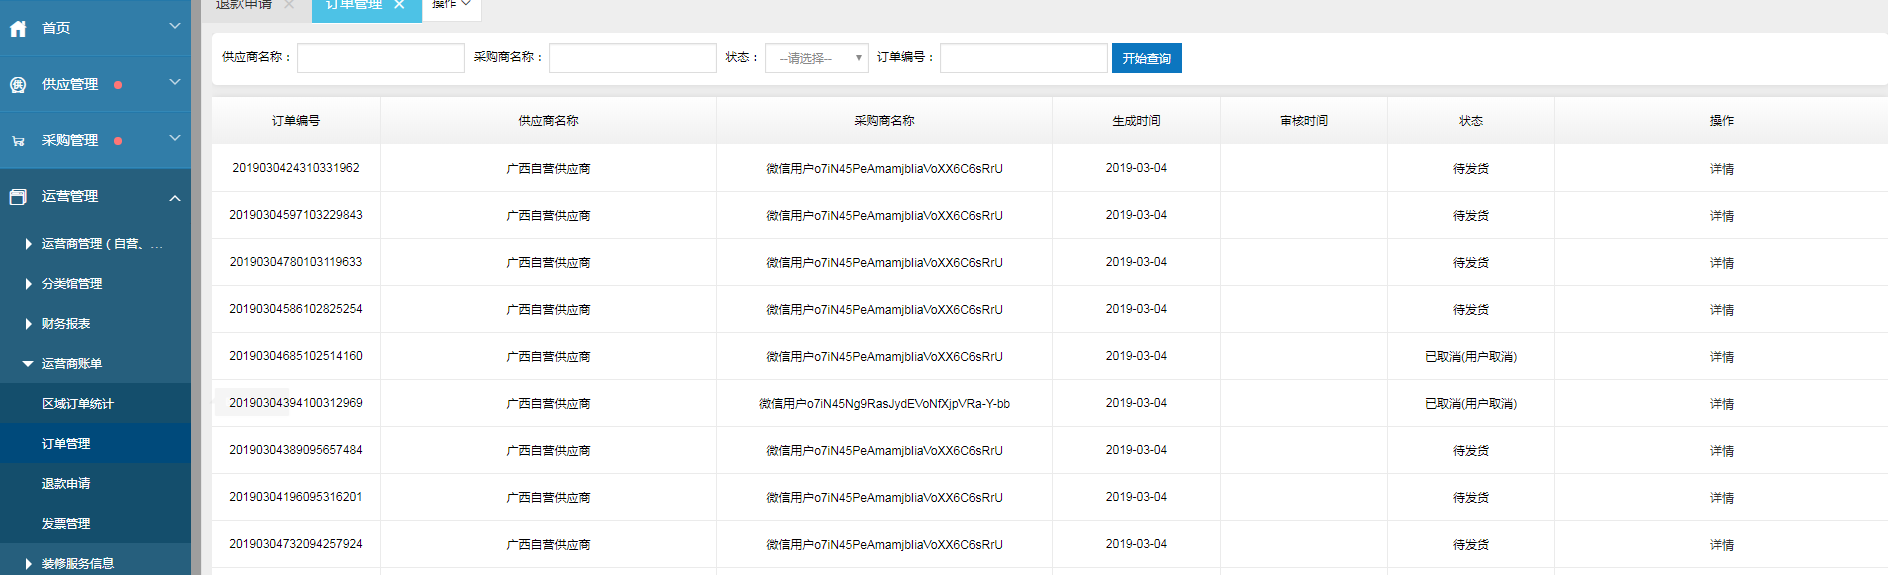 首页
供应管理
采购管理
运营管理
运营商管理（自营、...
分类馆管理
财务报表
运营商账单
区域订单统计
订单管理
退款申请
发票管理
装修服务信息
退款申请 订单管理 操作
供应商名称： 采购商名称： 状态： --请选择-- 订单编号： 开始查询
订单编号 供应商名称 采购商名称 生成时间 审核时间 状态 操作
2019030424310331962 广西自营供应商 微信用户o7iN45PeAmamjbIiaVoXX6C6sRrU 2019-03-04 待发货 详情
20190304597103229843 广西自营供应商 微信用户o7iN45PeAmamjbIiaVoXX6C6sRrU 2019-03-04 待发货 详情
20190304780103119633 广西自营供应商 微信用户o7iN45PeAmamjbIiaVoXX6C6sRrU 2019-03-04 待发货 详情
20190304586102825254 广西自营供应商 微信用户o7iN45PeAmamjbIiaVoXX6C6sRrU 2019-03-04 待发货 详情
20190304685102514160 广西自营供应商 微信用户o7iN45PeAmamjbIiaVoXX6C6sRrU 2019-03-04 已取消(用户取消) 详情
20190304394100312969 广西自营供应商 微信用户o7iN45Ng9RasJydEVoNfXjpVRa-Y-bb 2019-03-04 已取消(用户取消) 详情
20190304389095657484 广西自营供应商 微信用户o7iN45PeAmamjbIiaVoXX6C6sRrU 2019-03-04 待发货 详情
20190304196095316201 广西自营供应商 微信用户o7iN45PeAmamjbIiaVoXX6C6sRrU 2019-03-04 待发货 详情
20190304732094257924 广西自营供应商 微信用户o7iN45PeAmamjbIiaVoXX6C6sRrU 2019-03-04 待发货 详情